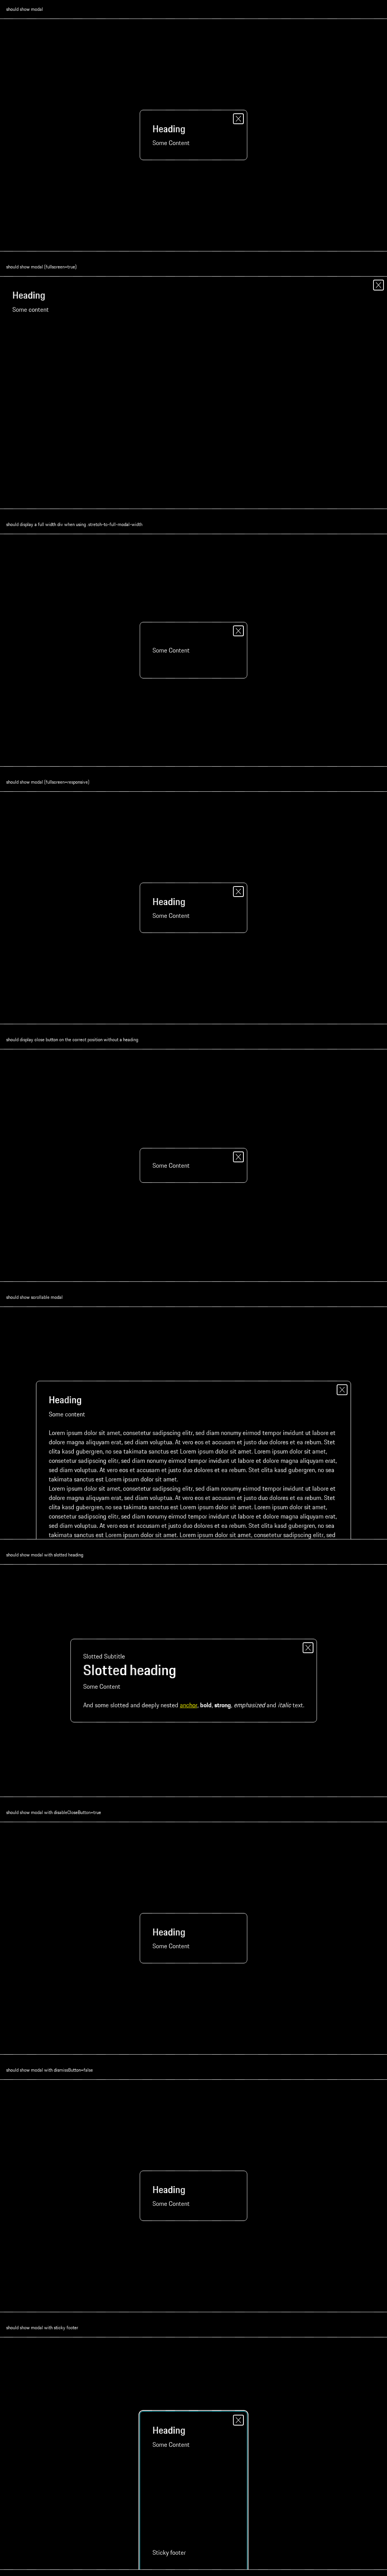 should show modal
Heading
Some Content
should show modal (fullscreen=true)
Heading
Some content
should display a full width div when using .stretch-to-full-modal-width
Some Content
should show modal (fullscreen=responsive)
Heading
Some Content
should display close button on the correct position without a heading
Some Content
should show scrollable modal
Heading
Some content
Lorem ipsum dolor sit amet, consetetur sadipscing elitr, sed diam nonumy eirmod tempor invidunt ut labore et
dolore magna aliquyam erat, sed diam voluptua. At vero eos et accusam et justo duo dolores et ea rebum. Stet
clita kasd gubergren, no sea takimata sanctus est Lorem ipsum dolor sit amet. Lorem ipsum dolor sit amet,
consetetur sadipscing elitr, sed diam nonumy eirmod tempor invidunt ut labore et dolore magna aliquyam erat,
sed diam voluptua. At vero eos et accusam et justo duo dolores et ea rebum. Stet clita kasd gubergren, no sea
takimata sanctus est Lorem ipsum dolor sit amet.
Lorem ipsum dolor sit amet, consetetur sadipscing elitr, sed diam nonumy eirmod tempor invidunt ut labore et
dolore magna aliquyam erat, sed diam voluptua. At vero eos et accusam et justo duo dolores et ea rebum. Stet
clita kasd gubergren, no sea takimata sanctus est Lorem ipsum dolor sit amet. Lorem ipsum dolor sit amet,
consetetur sadipscing elitr, sed diam nonumy eirmod tempor invidunt ut labore et dolore magna aliquyam erat,
sed diam voluptua. At vero eos et accusam et justo duo dolores et ea rebum. Stet clita kasd gubergren, no sea
takimata sanctus est Lorem ipsum dolor sit amet. Lorem ipsum dolor sit amet, consetetur sadipscing elitr, sed
should show modal with slotted heading
Slotted Subtitle
Slotted heading
Some Content
And some slotted and deeply nested anchor, bold, strong, emphasized and italic text.
should show modal with disableCloseButton=true
Heading
Some Content
should show modal with dismissButton=false
Heading
Some Content
should show modal with sticky footer
Heading
Some Content
Sticky footer